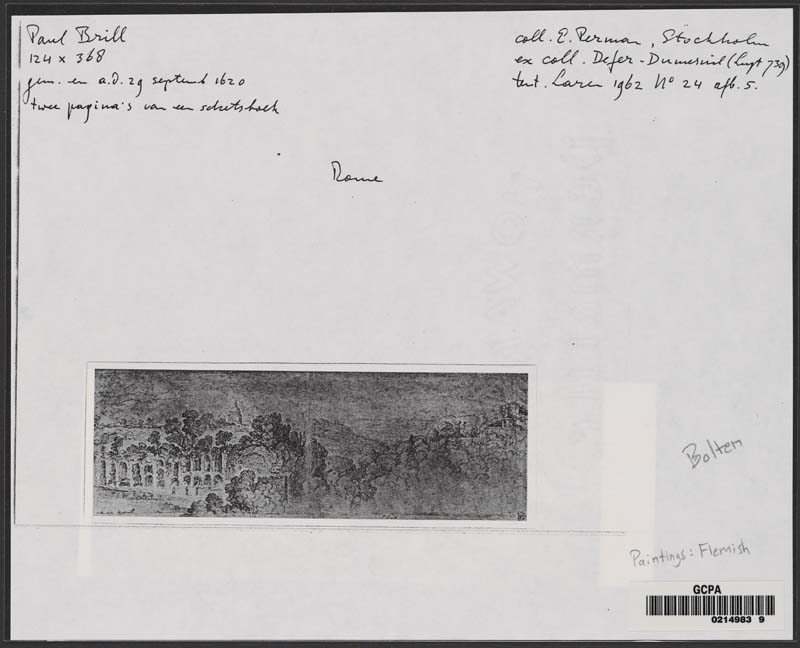 Paul Brill
124 x 368
gem. en a.d. 29 septemb 1620
twee pagina's van een schetsboek
coll. E. Perman, Stockholm
ex coll. Defer-Dumesnil (Lugt 739)
tent. Laren 1962 No 24 afb. 5.
Rome
Bolten
Paintings: Flemish
GCPA
0214983 9